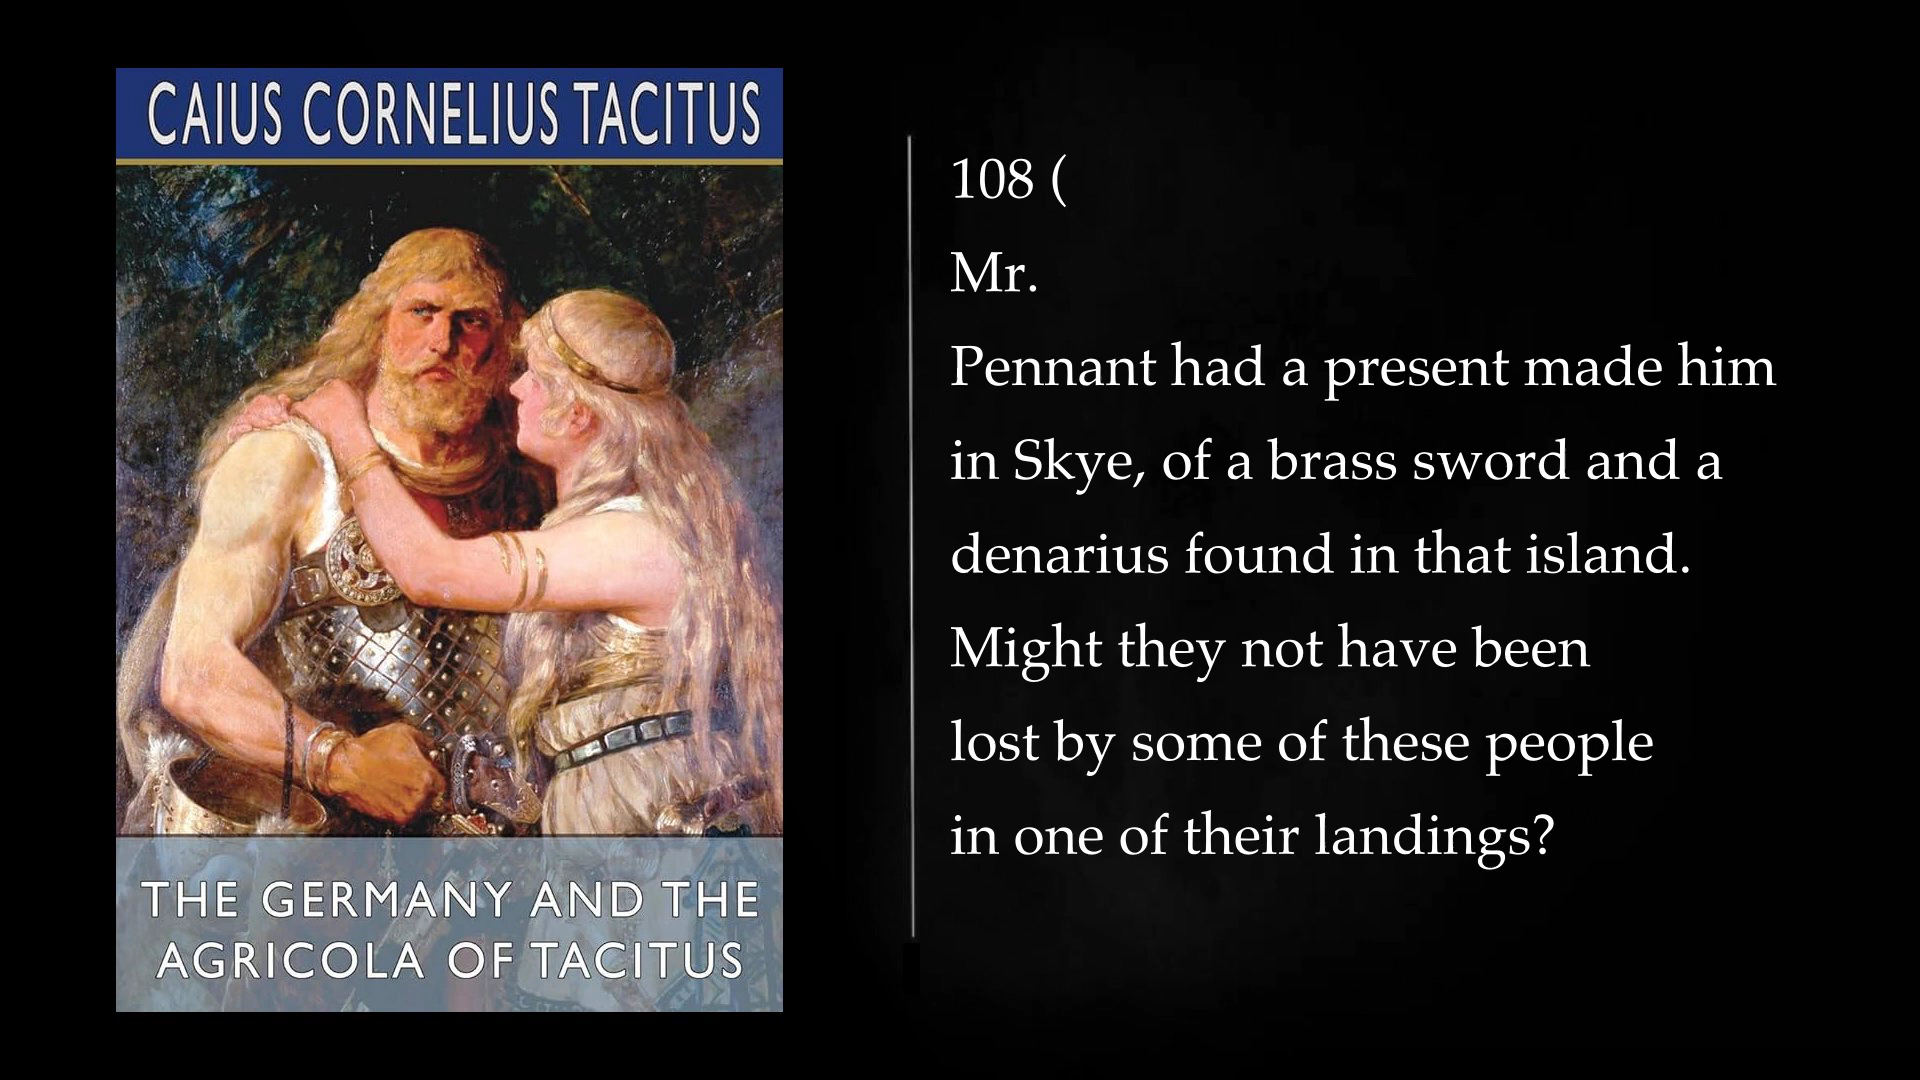 CAIUS CORNELIUS TACITUS
THE GERMANY AND THE
AGRICOLA OF TACITUS
108 (
Mr.
Pennant had a present made him
in Skye, of a brass sword and a
denarius found in that island.
Might they not have been
lost by some of these people
in one of their landings?